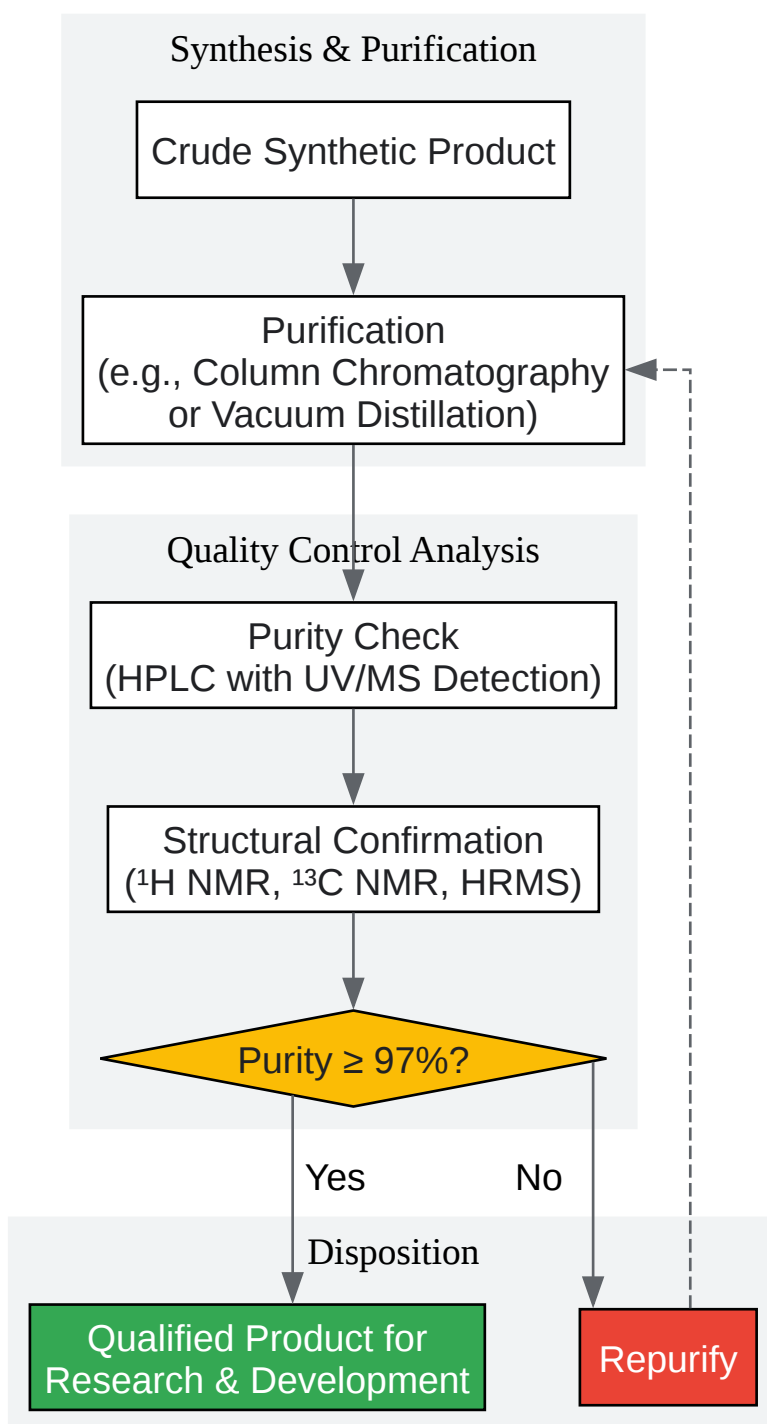 Synthesis & Purification
Crude Synthetic Product
Purification
(e.g., Column Chromatography
or Vacuum Distillation)
Quality Control Analysis
Purity Check
(HPLC with UV/MS Detection)
Structural Confirmation
(¹H NMR, ¹³C NMR, HRMS)
Purity ≥ 97%?
Yes
No
Disposition
Qualified Product for
Research & Development
Repurify